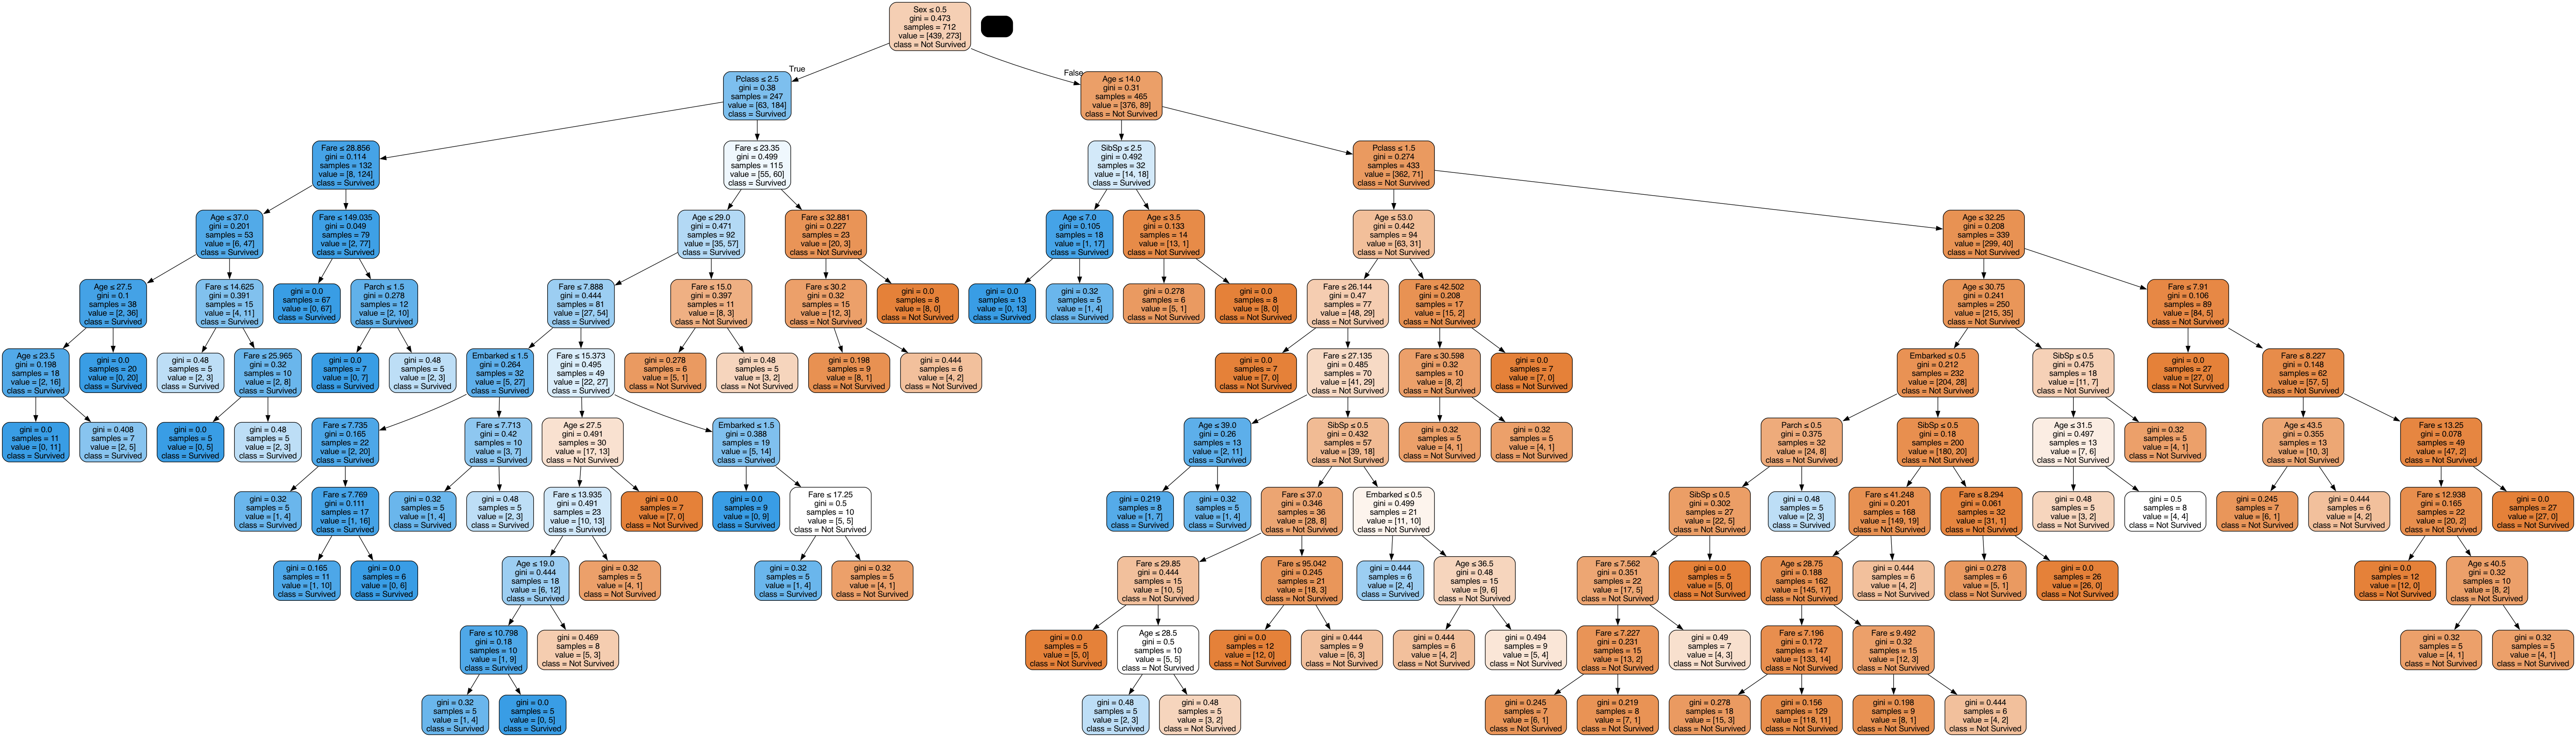 Sex ≤ 0.5
gini = 0.473
samples = 712
value = [439, 273]
class = Not Survived
True
False
Pclass ≤ 2.5
gini = 0.38
samples = 247
value = [63, 184]
class = Survived
Age ≤ 14.0
gini = 0.31
samples = 465
value = [376, 89]
class = Not Survived
Fare ≤ 28.856
gini = 0.114
samples = 132
value = [8, 124]
class = Survived
Fare ≤ 23.35
gini = 0.499
samples = 115
value = [55, 60]
class = Survived
SibSp ≤ 2.5
gini = 0.492
samples = 32
value = [14, 18]
class = Survived
Pclass ≤ 1.5
gini = 0.274
samples = 433
value = [362, 71]
class = Not Survived
Age ≤ 37.0
gini = 0.201
samples = 53
value = [6, 47]
class = Survived
Fare ≤ 149.035
gini = 0.049
samples = 79
value = [2, 77]
class = Survived
Age ≤ 29.0
gini = 0.471
samples = 92
value = [35, 57]
class = Survived
Fare ≤ 32.881
gini = 0.227
samples = 23
value = [20, 3]
class = Not Survived
Age ≤ 7.0
gini = 0.105
samples = 18
value = [1, 17]
class = Survived
Age ≤ 3.5
gini = 0.133
samples = 14
value = [13, 1]
class = Not Survived
Age ≤ 53.0
gini = 0.442
samples = 94
value = [63, 31]
class = Not Survived
Age ≤ 32.25
gini = 0.208
samples = 339
value = [299, 40]
class = Not Survived
Age ≤ 27.5
gini = 0.1
samples = 38
value = [2, 36]
class = Survived
Fare ≤ 14.625
gini = 0.391
samples = 15
value = [4, 11]
class = Survived
gini = 0.0
samples = 67
value = [0, 67]
class = Survived
Parch ≤ 1.5
gini = 0.278
samples = 12
value = [2, 10]
class = Survived
Fare ≤ 7.888
gini = 0.444
samples = 81
value = [27, 54]
class = Survived
Fare ≤ 15.0
gini = 0.397
samples = 11
value = [8, 3]
class = Not Survived
Fare ≤ 30.2
gini = 0.32
samples = 15
value = [12, 3]
class = Not Survived
gini = 0.0
samples = 8
value = [8, 0]
class = Not Survived
gini = 0.0
samples = 13
value = [0, 13]
class = Survived
gini = 0.32
samples = 5
value = [1, 4]
class = Survived
gini = 0.278
samples = 6
value = [5, 1]
class = Not Survived
gini = 0.0
samples = 8
value = [8, 0]
class = Not Survived
Fare ≤ 26.144
gini = 0.47
samples = 77
value = [48, 29]
class = Not Survived
Fare ≤ 42.502
gini = 0.208
samples = 17
value = [15, 2]
class = Not Survived
Age ≤ 30.75
gini = 0.241
samples = 250
value = [215, 35]
class = Not Survived
Fare ≤ 7.91
gini = 0.106
samples = 89
value = [84, 5]
class = Not Survived
Age ≤ 23.5
gini = 0.198
samples = 18
value = [2, 16]
class = Survived
gini = 0.0
samples = 20
value = [0, 20]
class = Survived
gini = 0.48
samples = 5
value = [2, 3]
class = Survived
Fare ≤ 25.965
gini = 0.32
samples = 10
value = [2, 8]
class = Survived
gini = 0.0
samples = 7
value = [0, 7]
class = Survived
gini = 0.48
samples = 5
value = [2, 3]
class = Survived
Embarked ≤ 1.5
gini = 0.264
samples = 32
value = [5, 27]
class = Survived
Fare ≤ 15.373
gini = 0.495
samples = 49
value = [22, 27]
class = Survived
gini = 0.278
samples = 6
value = [5, 1]
class = Not Survived
gini = 0.48
samples = 5
value = [3, 2]
class = Not Survived
gini = 0.198
samples = 9
value = [8, 1]
class = Not Survived
gini = 0.444
samples = 6
value = [4, 2]
class = Not Survived
gini = 0.0
samples = 7
value = [7, 0]
class = Not Survived
Fare ≤ 27.135
gini = 0.485
samples = 70
value = [41, 29]
class = Not Survived
Fare ≤ 30.598
gini = 0.32
samples = 10
value = [8, 2]
class = Not Survived
gini = 0.0
samples = 7
value = [7, 0]
class = Not Survived
Embarked ≤ 0.5
gini = 0.212
samples = 232
value = [204, 28]
class = Not Survived
SibSp ≤ 0.5
gini = 0.475
samples = 18
value = [11, 7]
class = Not Survived
gini = 0.0
samples = 27
value = [27, 0]
class = Not Survived
Fare ≤ 8.227
gini = 0.148
samples = 62
value = [57, 5]
class = Not Survived
gini = 0.0
samples = 11
value = [0, 11]
class = Survived
gini = 0.408
samples = 7
value = [2, 5]
class = Survived
gini = 0.0
samples = 5
value = [0, 5]
class = Survived
gini = 0.48
samples = 5
value = [2, 3]
class = Survived
Fare ≤ 7.735
gini = 0.165
samples = 22
value = [2, 20]
class = Survived
Fare ≤ 7.713
gini = 0.42
samples = 10
value = [3, 7]
class = Survived
Age ≤ 27.5
gini = 0.491
samples = 30
value = [17, 13]
class = Not Survived
Embarked ≤ 1.5
gini = 0.388
samples = 19
value = [5, 14]
class = Survived
Age ≤ 39.0
gini = 0.26
samples = 13
value = [2, 11]
class = Survived
SibSp ≤ 0.5
gini = 0.432
samples = 57
value = [39, 18]
class = Not Survived
gini = 0.32
samples = 5
value = [4, 1]
class = Not Survived
gini = 0.32
samples = 5
value = [4, 1]
class = Not Survived
Parch ≤ 0.5
gini = 0.375
samples = 32
value = [24, 8]
class = Not Survived
SibSp ≤ 0.5
gini = 0.18
samples = 200
value = [180, 20]
class = Not Survived
Age ≤ 31.5
gini = 0.497
samples = 13
value = [7, 6]
class = Not Survived
gini = 0.32
samples = 5
value = [4, 1]
class = Not Survived
Age ≤ 43.5
gini = 0.355
samples = 13
value = [10, 3]
class = Not Survived
Fare ≤ 13.25
gini = 0.078
samples = 49
value = [47, 2]
class = Not Survived
gini = 0.32
samples = 5
value = [1, 4]
class = Survived
Fare ≤ 7.769
gini = 0.111
samples = 17
value = [1, 16]
class = Survived
gini = 0.32
samples = 5
value = [1, 4]
class = Survived
gini = 0.48
samples = 5
value = [2, 3]
class = Survived
Fare ≤ 13.935
gini = 0.491
samples = 23
value = [10, 13]
class = Survived
gini = 0.0
samples = 7
value = [7, 0]
class = Not Survived
gini = 0.0
samples = 9
value = [0, 9]
class = Survived
Fare ≤ 17.25
gini = 0.5
samples = 10
value = [5, 5]
class = Not Survived
gini = 0.219
samples = 8
value = [1, 7]
class = Survived
gini = 0.32
samples = 5
value = [1, 4]
class = Survived
Fare ≤ 37.0
gini = 0.346
samples = 36
value = [28, 8]
class = Not Survived
Embarked ≤ 0.5
gini = 0.499
samples = 21
value = [11, 10]
class = Not Survived
SibSp ≤ 0.5
gini = 0.302
samples = 27
value = [22, 5]
class = Not Survived
gini = 0.48
samples = 5
value = [2, 3]
class = Survived
Fare ≤ 41.248
gini = 0.201
samples = 168
value = [149, 19]
class = Not Survived
Fare ≤ 8.294
gini = 0.061
samples = 32
value = [31, 1]
class = Not Survived
gini = 0.48
samples = 5
value = [3, 2]
class = Not Survived
gini = 0.5
samples = 8
value = [4, 4]
class = Not Survived
gini = 0.245
samples = 7
value = [6, 1]
class = Not Survived
gini = 0.444
samples = 6
value = [4, 2]
class = Not Survived
Fare ≤ 12.938
gini = 0.165
samples = 22
value = [20, 2]
class = Not Survived
gini = 0.0
samples = 27
value = [27, 0]
class = Not Survived
gini = 0.165
samples = 11
value = [1, 10]
class = Survived
gini = 0.0
samples = 6
value = [0, 6]
class = Survived
Age ≤ 19.0
gini = 0.444
samples = 18
value = [6, 12]
class = Survived
gini = 0.32
samples = 5
value = [4, 1]
class = Not Survived
gini = 0.32
samples = 5
value = [1, 4]
class = Survived
gini = 0.32
samples = 5
value = [4, 1]
class = Not Survived
Fare ≤ 29.85
gini = 0.444
samples = 15
value = [10, 5]
class = Not Survived
Fare ≤ 95.042
gini = 0.245
samples = 21
value = [18, 3]
class = Not Survived
gini = 0.444
samples = 6
value = [2, 4]
class = Survived
Age ≤ 36.5
gini = 0.48
samples = 15
value = [9, 6]
class = Not Survived
Fare ≤ 7.562
gini = 0.351
samples = 22
value = [17, 5]
class = Not Survived
gini = 0.0
samples = 5
value = [5, 0]
class = Not Survived
Age ≤ 28.75
gini = 0.188
samples = 162
value = [145, 17]
class = Not Survived
gini = 0.444
samples = 6
value = [4, 2]
class = Not Survived
gini = 0.278
samples = 6
value = [5, 1]
class = Not Survived
gini = 0.0
samples = 26
value = [26, 0]
class = Not Survived
gini = 0.0
samples = 12
value = [12, 0]
class = Not Survived
Age ≤ 40.5
gini = 0.32
samples = 10
value = [8, 2]
class = Not Survived
Fare ≤ 10.798
gini = 0.18
samples = 10
value = [1, 9]
class = Survived
gini = 0.469
samples = 8
value = [5, 3]
class = Not Survived
gini = 0.0
samples = 5
value = [5, 0]
class = Not Survived
Age ≤ 28.5
gini = 0.5
samples = 10
value = [5, 5]
class = Not Survived
gini = 0.0
samples = 12
value = [12, 0]
class = Not Survived
gini = 0.444
samples = 9
value = [6, 3]
class = Not Survived
gini = 0.444
samples = 6
value = [4, 2]
class = Not Survived
gini = 0.494
samples = 9
value = [5, 4]
class = Not Survived
Fare ≤ 7.227
gini = 0.231
samples = 15
value = [13, 2]
class = Not Survived
gini = 0.49
samples = 7
value = [4, 3]
class = Not Survived
Fare ≤ 7.196
gini = 0.172
samples = 147
value = [133, 14]
class = Not Survived
Fare ≤ 9.492
gini = 0.32
samples = 15
value = [12, 3]
class = Not Survived
gini = 0.32
samples = 5
value = [4, 1]
class = Not Survived
gini = 0.32
samples = 5
value = [4, 1]
class = Not Survived
gini = 0.32
samples = 5
value = [1, 4]
class = Survived
gini = 0.0
samples = 5
value = [0, 5]
class = Survived
gini = 0.48
samples = 5
value = [2, 3]
class = Survived
gini = 0.48
samples = 5
value = [3, 2]
class = Not Survived
gini = 0.245
samples = 7
value = [6, 1]
class = Not Survived
gini = 0.219
samples = 8
value = [7, 1]
class = Not Survived
gini = 0.278
samples = 18
value = [15, 3]
class = Not Survived
gini = 0.156
samples = 129
value = [118, 11]
class = Not Survived
gini = 0.198
samples = 9
value = [8, 1]
class = Not Survived
gini = 0.444
samples = 6
value = [4, 2]
class = Not Survived